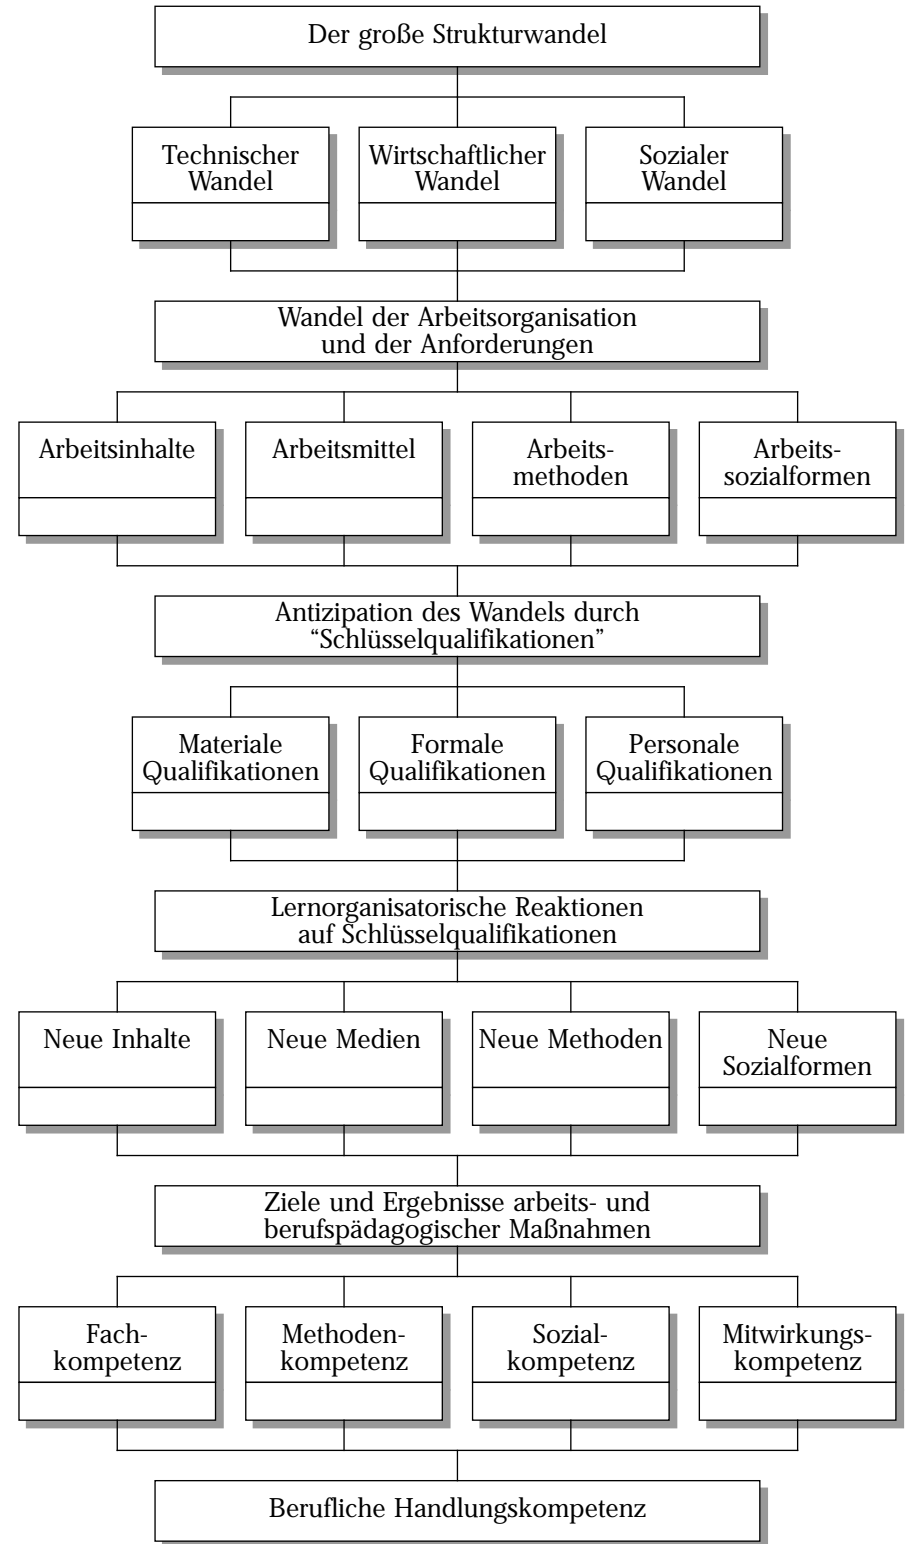 Der große Strukturwandel
Technischer
Wandel
Wirtschaftlicher
Wandel
Sozialer
Wandel
Wandel der Arbeitsorganisation
und der Anforderungen
Arbeitsinhalte
Arbeitsmittel
Arbeits-
methoden
Arbeits-
sozialformen
Antizipation des Wandels durch
“Schlüsselqualifikationen”
Materiale
Qualifikationen
Formale
Qualifikationen
Personale
Qualifikationen
Lernorganisatorische Reaktionen
auf Schlüsselqualifikationen
Neue Inhalte
Neue Medien
Neue Methoden
Neue
Sozialformen
Ziele und Ergebnisse arbeits- und
berufspädagogischer Maßnahmen
Fach-
kompetenz
Methoden-
kompetenz
Sozial-
kompetenz
Mitwirkungs-
kompetenz
Berufliche Handlungskompetenz